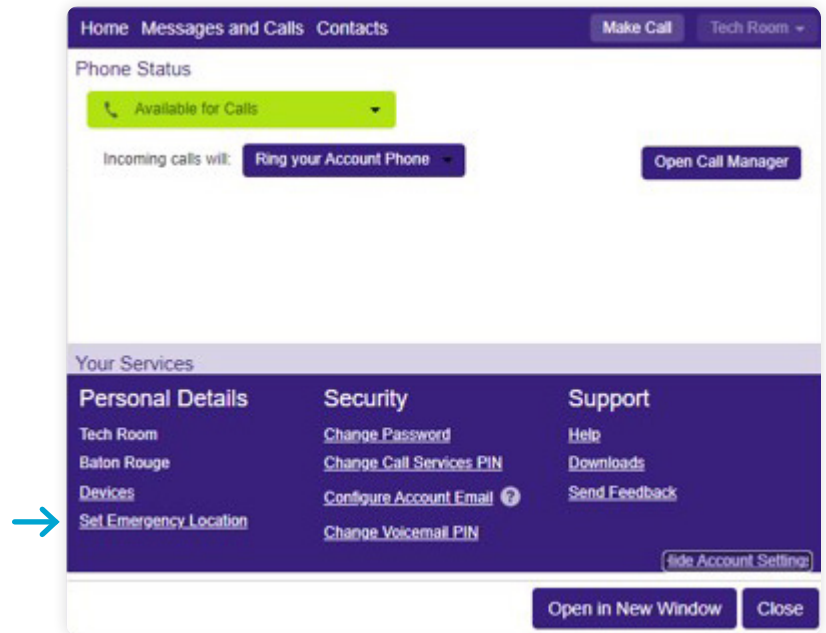 Home Messages and Calls Contacts Make Call Tech Room
Phone Status
Available for Calls
Incoming calls will: Ring your Account Phone Open Call Manager
Your Services
Personal Details
Tech Room
Baton Rouge
Devices
Set Emergency Location
Security
Change Password
Change Call Services PIN
Configure Account Email ?
Change Voicemail PIN
Support
Help
Downloads
Send Feedback
Hide Account Settings
Open in New Window Close